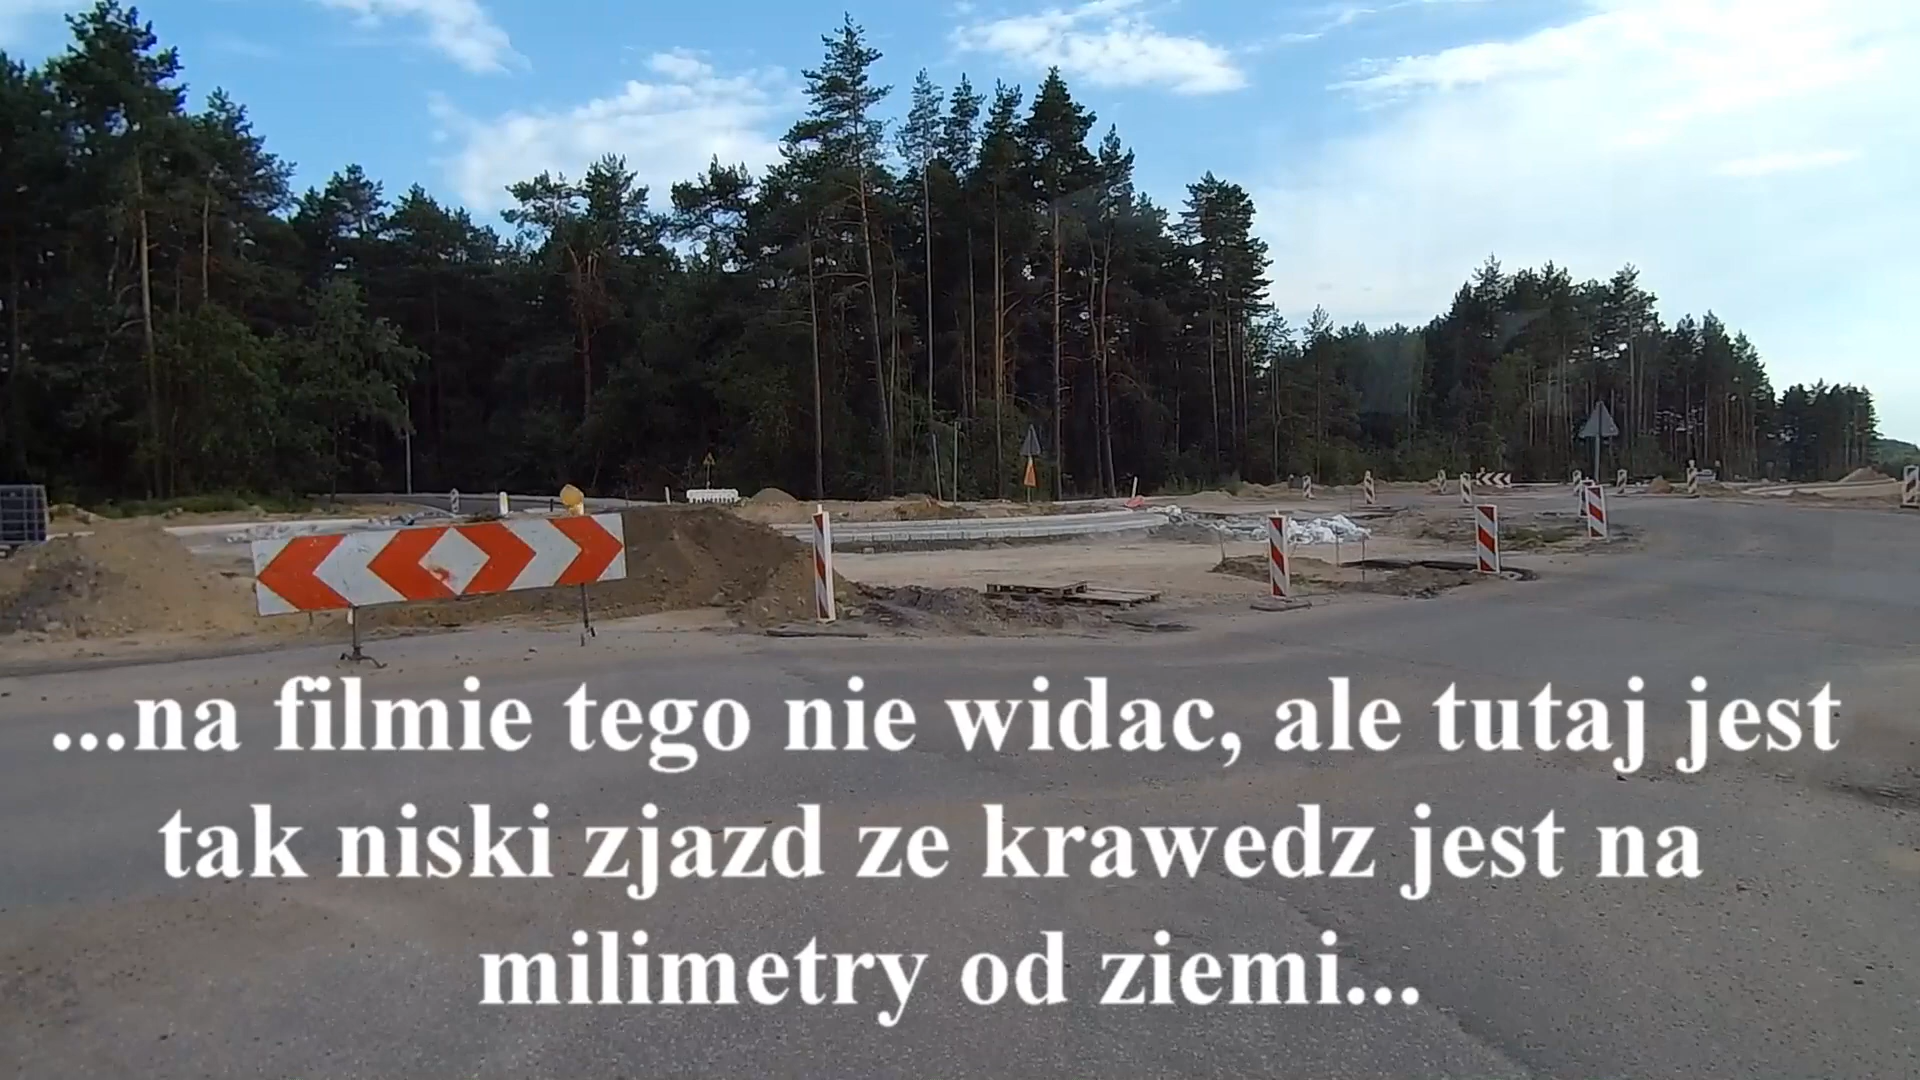 ...na filmie tego nie widac, ale tutaj jest
tak niski zjazd ze krawedz jest na
milimetry od ziemi...